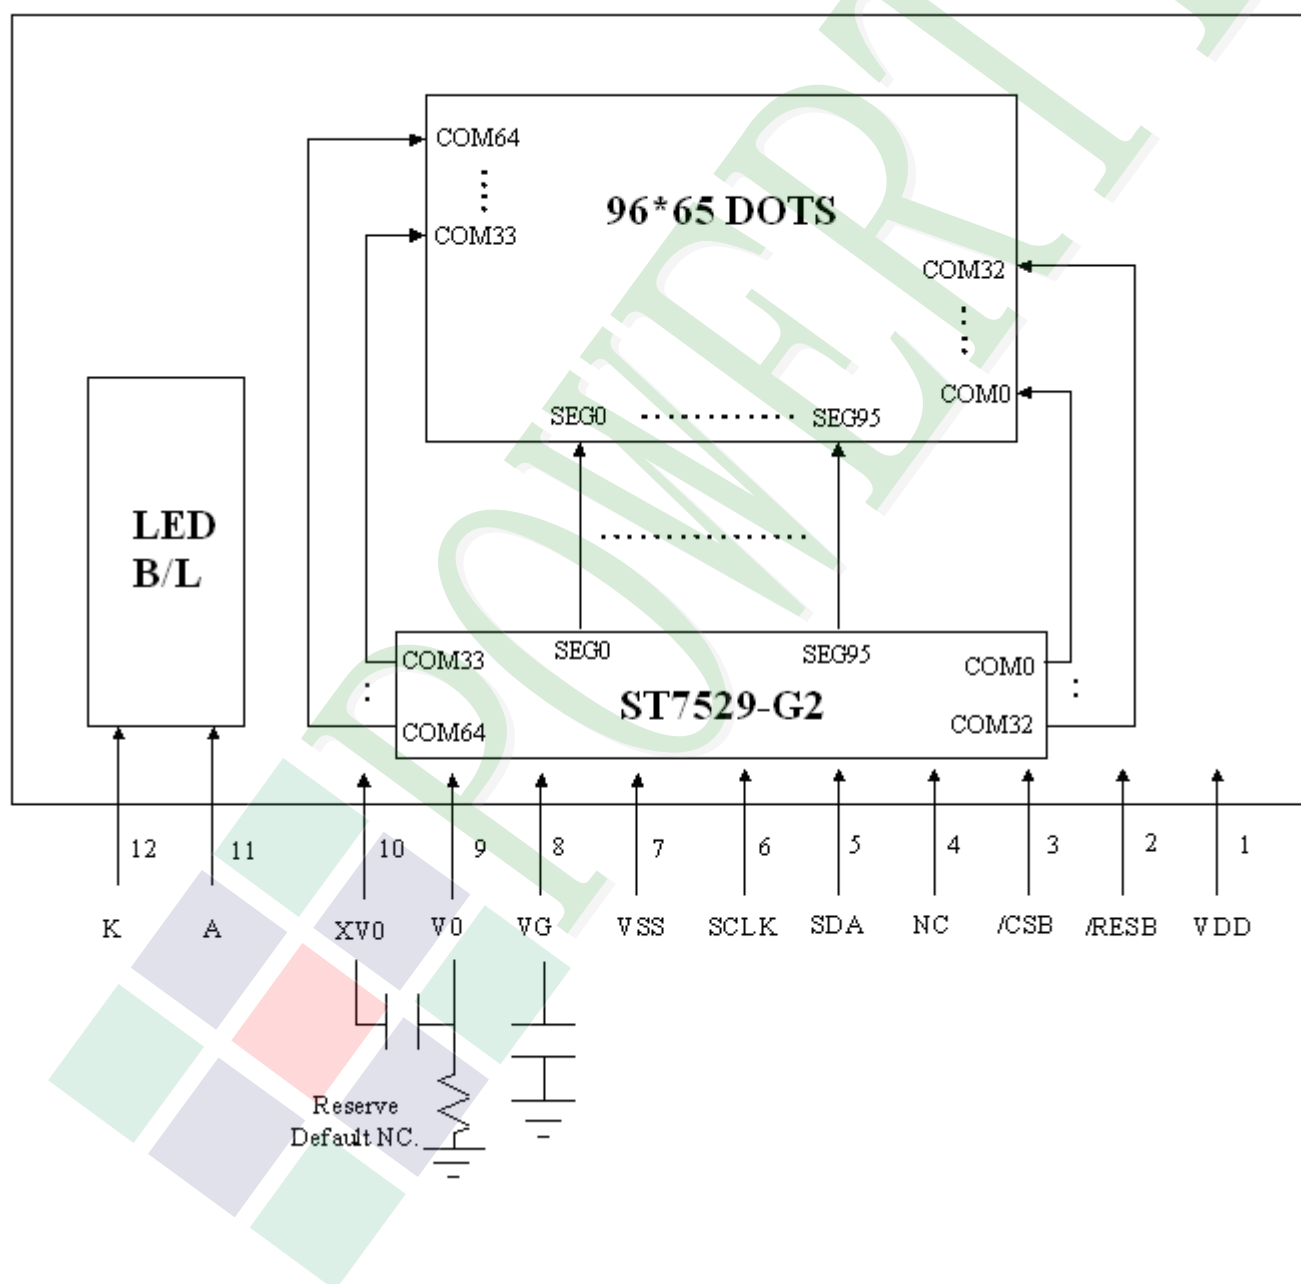 COM64
96*65 DOTS
COM33
COM32
COM0
SEG0
SEG95
LED
B/L
SEG0
SEG95
COM33
COM0
ST7529-G2
COM64
COM32
12
11
10
9
8
7
6
5
4
3
2
1
K
A
XV0
V0
VG
VSS
SCLK
SDA
NC
/CSB
/RESB
VDD
Reserve
Default NC.
POWERT